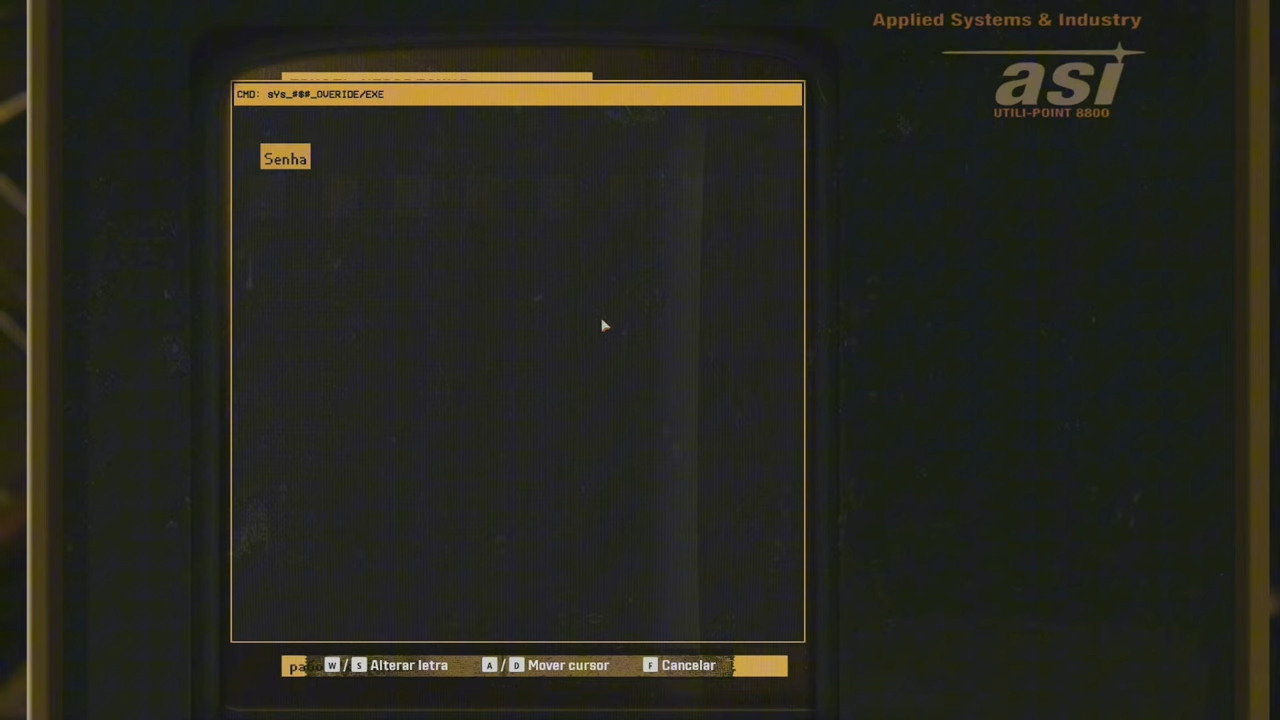 Applied Systems & Industry
asi
UTILI-POINT 8800
CMD: sYs_#$#_OVERIDE/EXE
Senha
W / S Alterar letra A / D Mover cursor F Cancelar